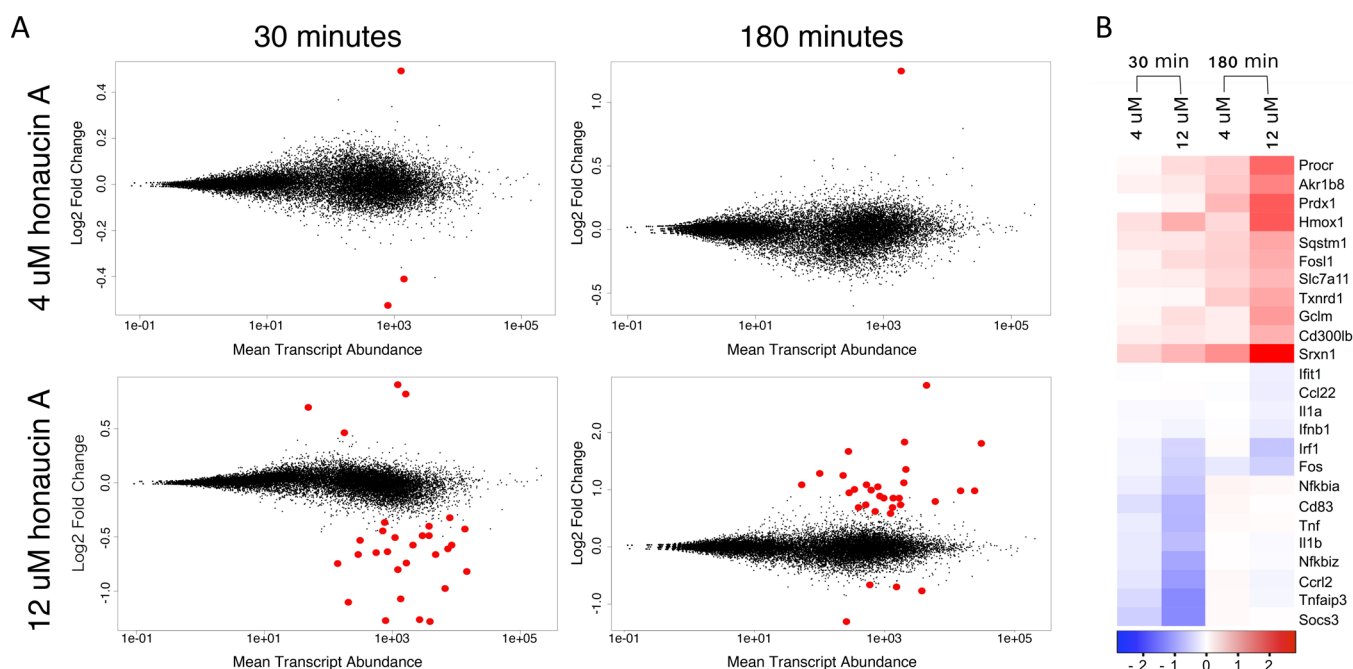 A
30 minutes
180 minutes
4 uM honaucin A
Log2 Fold Change
0.4
0.2
0.0
-0.2
-0.4
1e-01
1e+01
1e+03
1e+05
Mean Transcript Abundance
Log2 Fold Change
1.0
0.5
0.0
-0.5
1e-01
1e+01
1e+03
1e+05
Mean Transcript Abundance
12 uM honaucin A
Log2 Fold Change
0.5
0.0
-0.5
-1.0
1e-01
1e+01
1e+03
1e+05
Mean Transcript Abundance
Log2 Fold Change
2.0
1.0
0.0
-1.0
1e-01
1e+01
1e+03
1e+05
Mean Transcript Abundance
B
30 min
180 min
4 uM
12 uM
4 uM
12 uM
Procr
Akr1b8
Prdx1
Hmox1
Sqstm1
Fosl1
Slc7a11
Txnrd1
Gclm
Cd300lb
Srxn1
Ifit1
Ccl22
Il1a
Ifnb1
Irf1
Fos
Nfkbia
Cd83
Tnf
Il1b
Nfkbiz
Ccrl2
Tnfaip3
Socs3
- 2 - 1 0 1 2